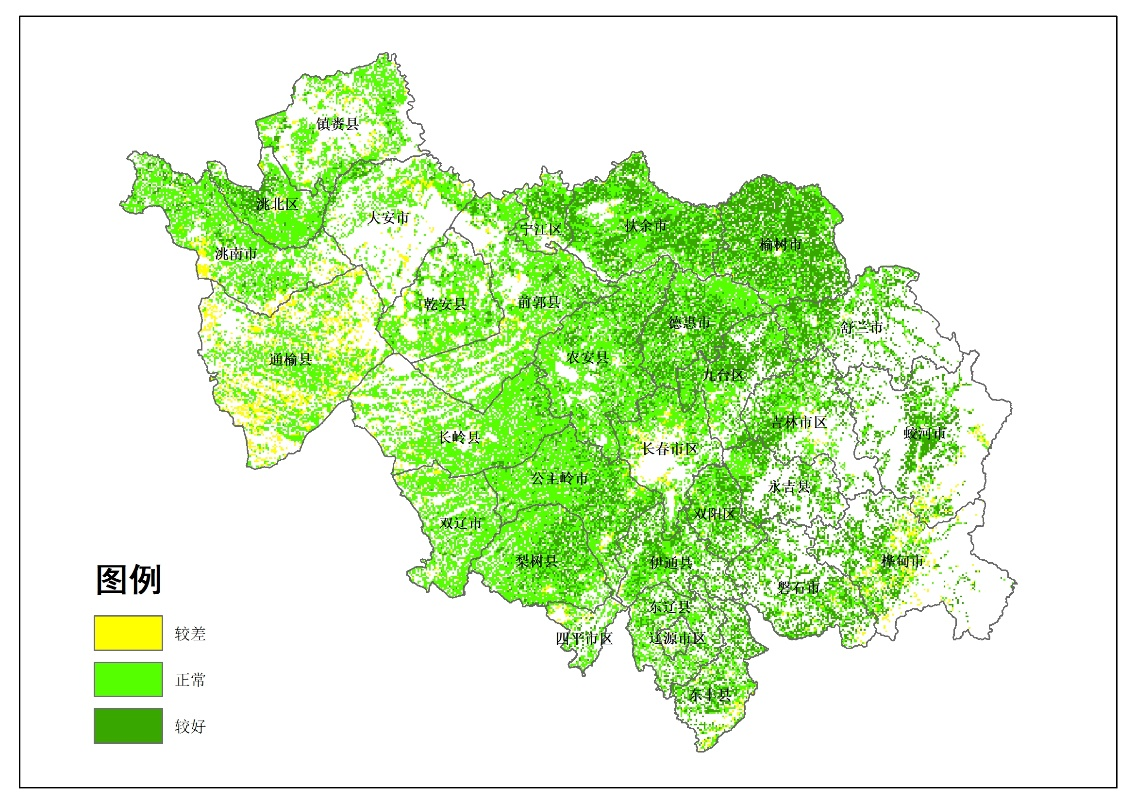 镇赉县
洮北区
大安市
洮南市
宁江区
扶余市
榆树市
乾安县
前郭县
德惠市
舒兰市
通榆县
农安县
九台区
长岭县
长春市区
吉林市区
蛟河市
公主岭市
永吉县
双辽市
双阳区
梨树县
伊通县
桦甸市
磐石市
东辽县
四平市区
辽源市区
东丰县
图例
较差
正常
较好